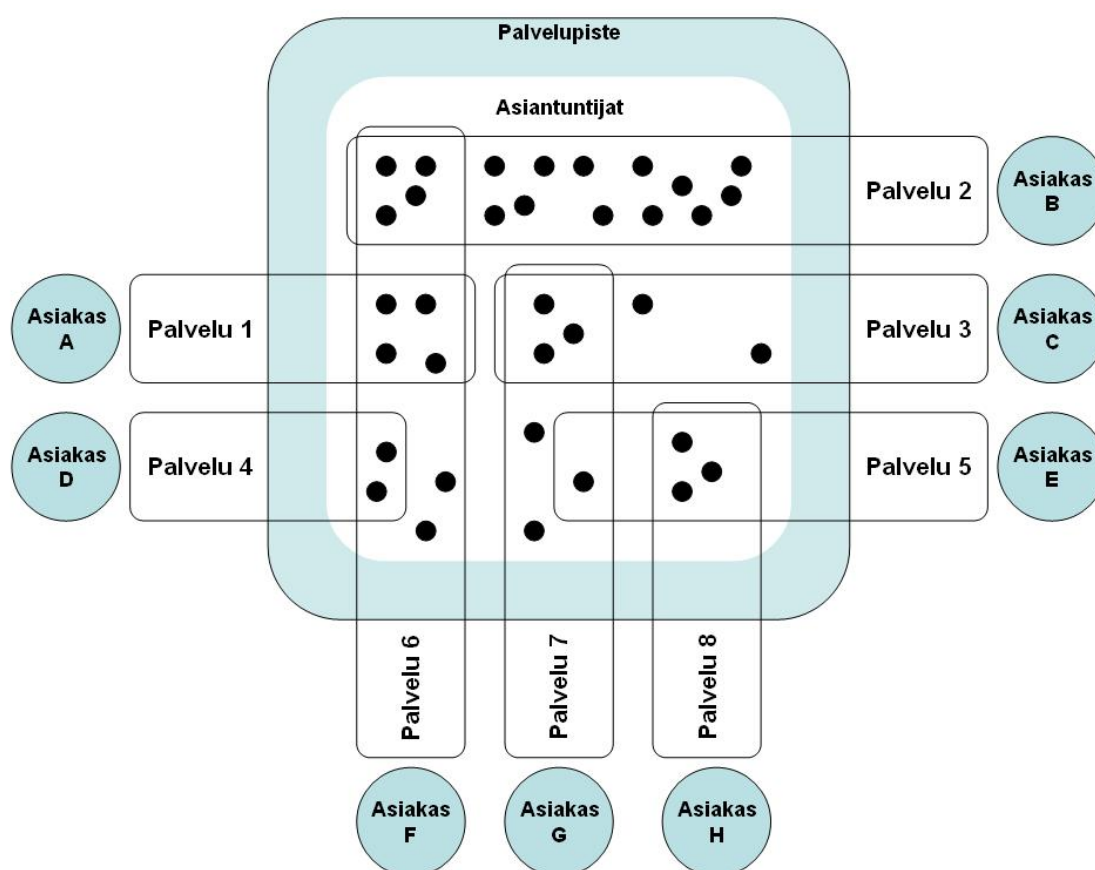 Palvelupiste
Asiantuntijat
Palvelu 2
Asiakas
B
Asiakas
A
Palvelu 1
Palvelu 3
Asiakas
C
Asiakas
D
Palvelu 4
Palvelu 5
Asiakas
E
Palvelu 6
Palvelu 7
Palvelu 8
Asiakas
F
Asiakas
G
Asiakas
H